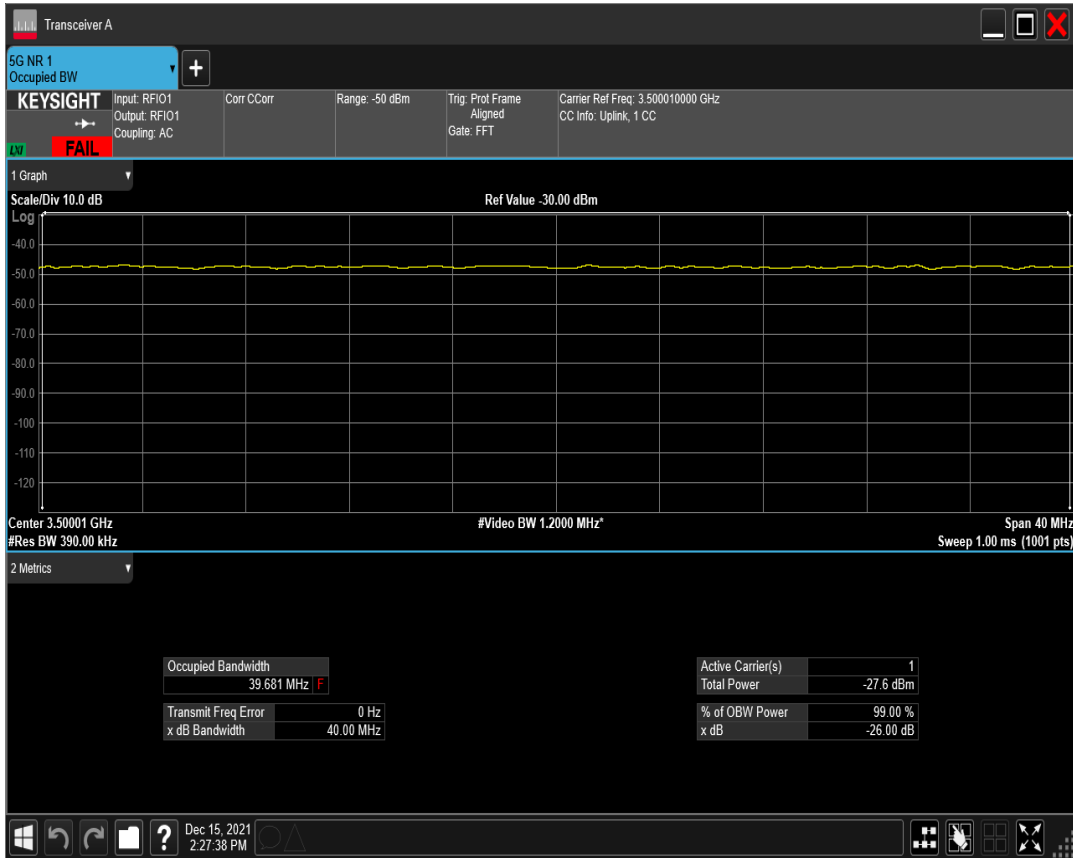 Transceiver A
5G NR 1
Occupied BW
+
KEYSIGHT
LXI
FAIL
Input: RFIO1
Output: RFIO1
Coupling: AC
Corr CCorr
Range: -50 dBm
Trig: Prot Frame
Aligned
Gate: FFT
Carrier Ref Freq: 3.500010000 GHz
CC Info: Uplink, 1 CC
1 Graph
Scale/Div 10.0 dB
Ref Value -30.00 dBm
Log
-40.0
-50.0
-60.0
-70.0
-80.0
-90.0
-100
-110
-120
Center 3.50001 GHz
#Video BW 1.2000 MHz*
Span 40 MHz
#Res BW 390.00 kHz
Sweep 1.00 ms (1001 pts)
2 Metrics
Occupied Bandwidth
39.681 MHz F
Transmit Freq Error 0 Hz
x dB Bandwidth 40.00 MHz
Active Carrier(s) 1
Total Power -27.6 dBm
% of OBW Power 99.00 %
x dB -26.00 dB
?
Dec 15, 2021
2:27:38 PM